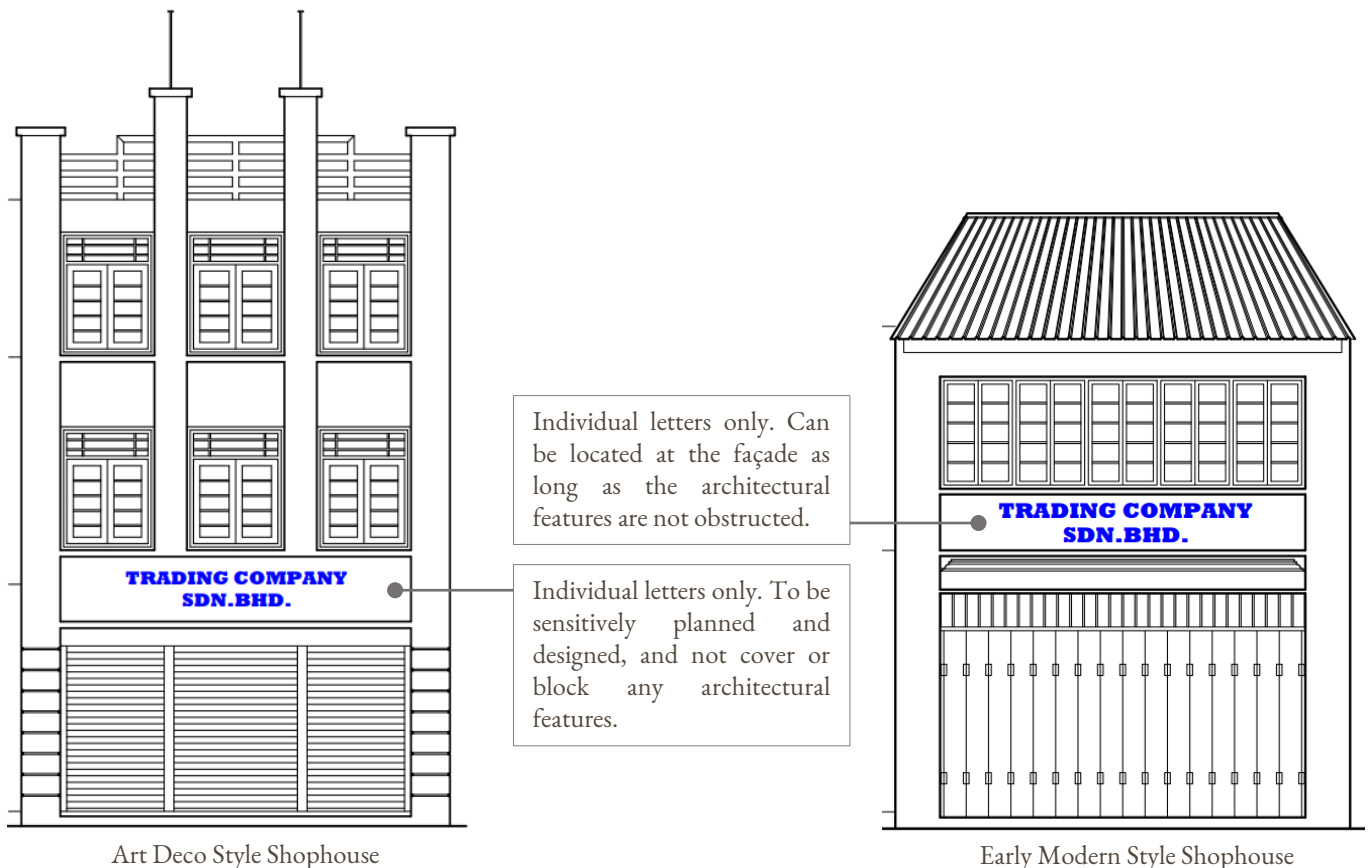 Individual letters only. Can
be located at the façade as
long as the architectural
features are not obstructed.
TRADING COMPANY
SDN.BHD.
TRADING COMPANY
SDN.BHD.
Individual letters only. To be
sensitively planned and
designed, and not cover or
block any architectural
features.
Art Deco Style Shophouse
Early Modern Style Shophouse